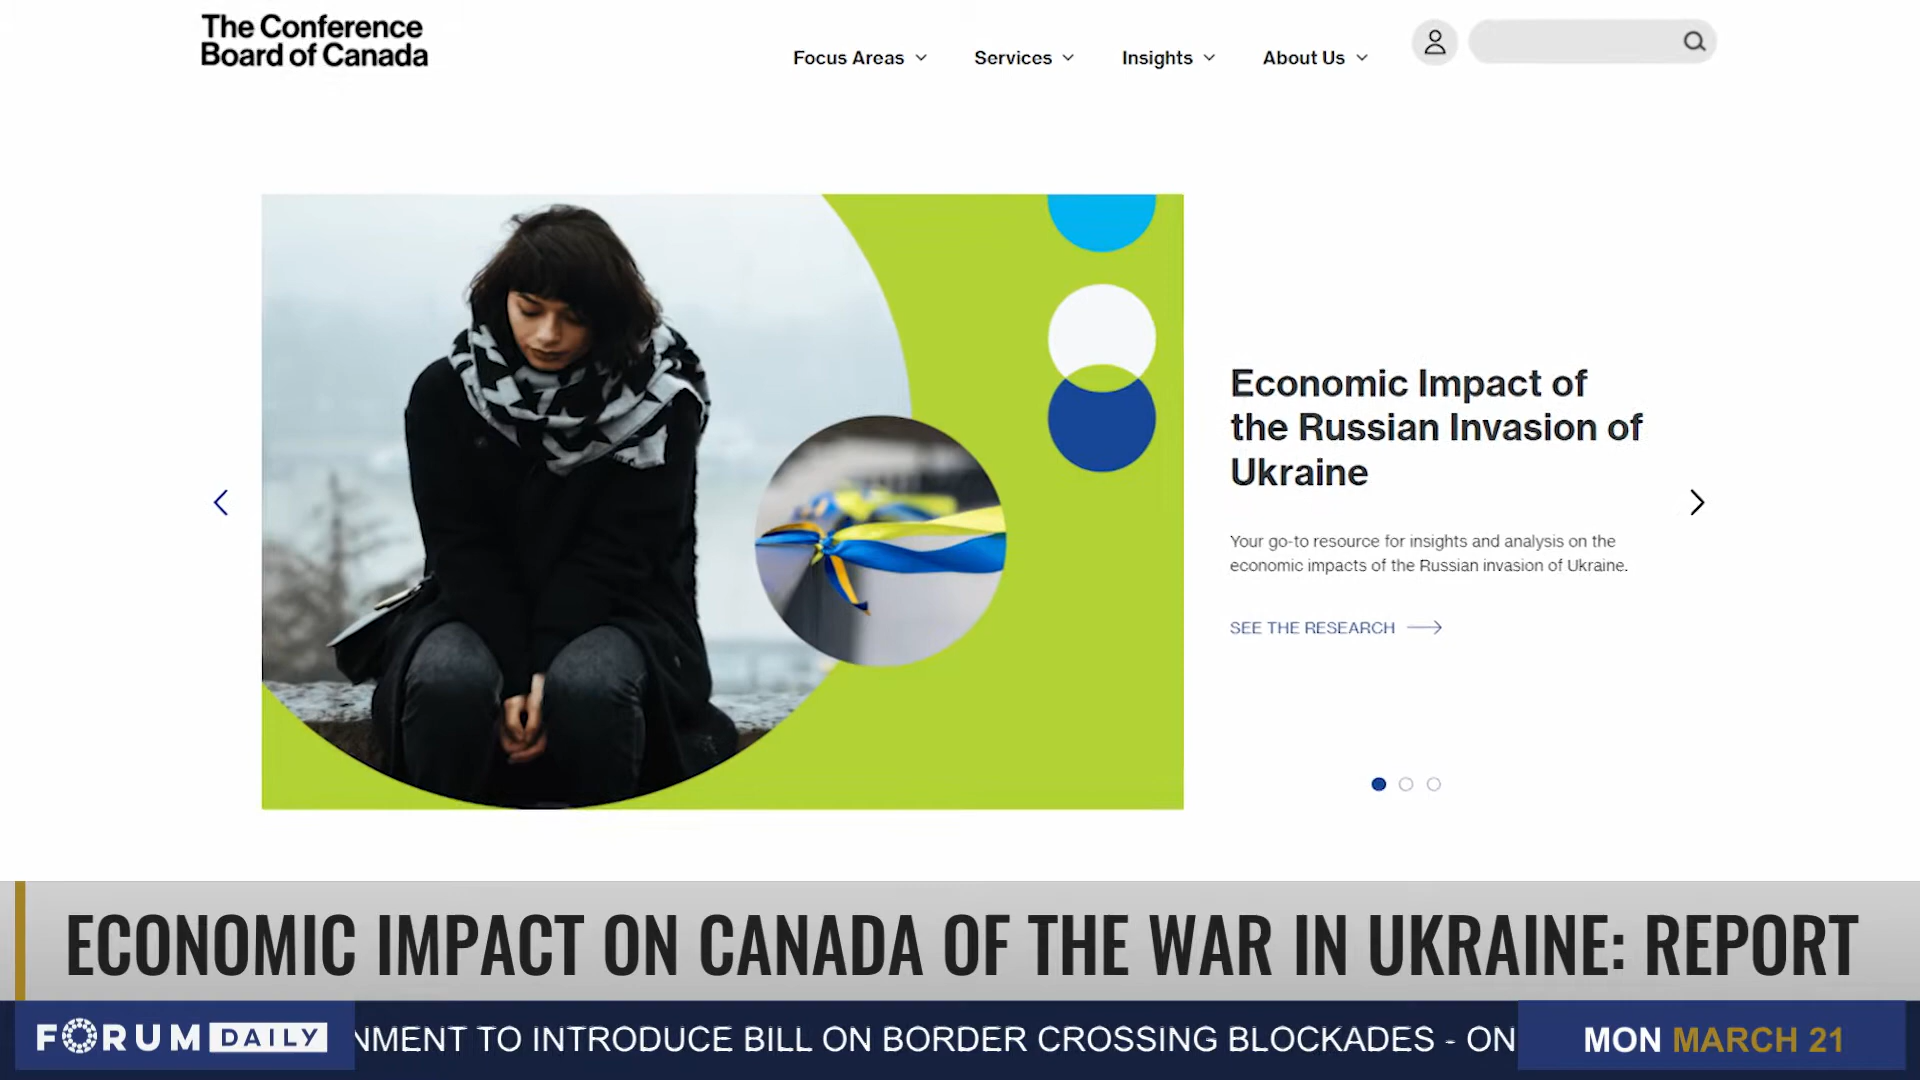 The Conference
Board of Canada
Focus Areas
Services
Insights
About Us
Economic Impact of
the Russian Invasion of
Ukraine
Your go-to resource for insights and analysis on the
economic impacts of the Russian invasion of Ukraine.
SEE THE RESEARCH
ECONOMIC IMPACT ON CANADA OF THE WAR IN UKRAINE: REPORT
FORUM DAILY
NMENT TO INTRODUCE BILL ON BORDER CROSSING BLOCKADES - ON
MON MARCH 21